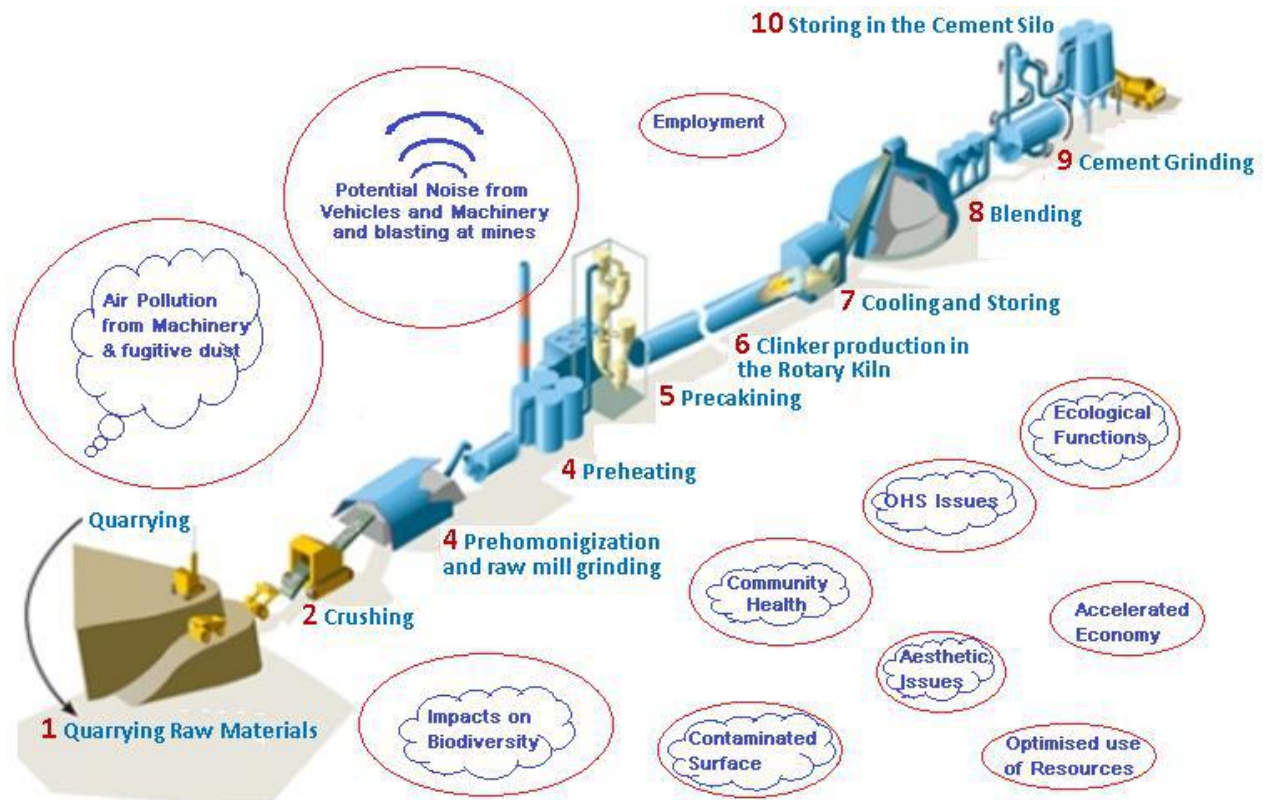 10 Storing in the Cement Silo
Employment
Potential Noise from
Vehicles and Machinery
and blasting at mines
9 Cement Grinding
8 Blending
Air Pollution
from Machinery
& fugitive dust
7 Cooling and Storing
6 Clinker production in
the Rotary Kiln
5 Precakining
Ecological
Functions
4 Preheating
OHS Issues
Quarrying
4 Prehomonigization
and raw mill grinding
Community
Health
2 Crushing
Accelerated
Economy
Aesthetic
Issues
1 Quarrying Raw Materials
Impacts on
Biodiversity
Contaminated
Surface
Optimised use
of Resources